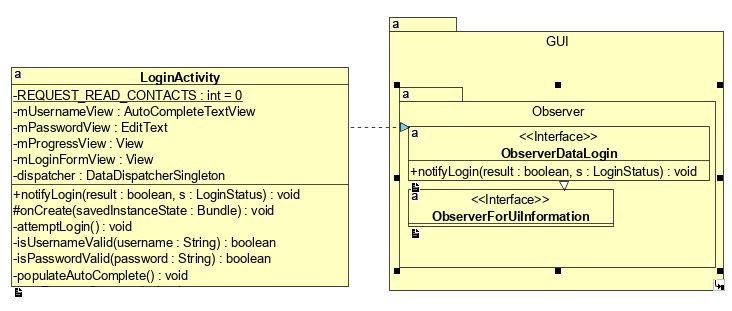 a
LoginActivity
-REQUEST_READ_CONTACTS : int = 0
-mUsernameView : AutoCompleteTextView
-mPasswordView : EditText
-mProgressView : View
-mLoginFormView : View
-dispatcher : DataDispatcherSingleton
+notifyLogin(result : boolean, s : LoginStatus) : void
#onCreate(savedInstanceState : Bundle) : void
-attemptLogin() : void
-isUsernameValid(username : String) : boolean
-isPasswordValid(password : String) : boolean
-populateAutoComplete() : void
a
GUI
a
Observer
a
<<Interface>>
ObserverDataLogin
+notifyLogin(result : boolean, s : LoginStatus) : void
a
<<Interface>>
ObserverForUiInformation